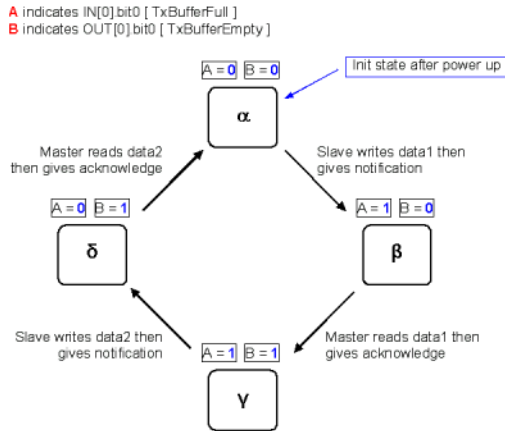 A indicates IN[0].bit0 [ TxBufferFull ]
B indicates OUT[0].bit0 [ TxBufferEmpty ]
A = 0 B = 0
Init state after power up
α
Master reads data2
then gives acknowledge
Slave writes data1 then
gives notification
A = 0 B = 1
A = 1 B = 0
δ
β
Slave writes data2 then
gives notification
A = 1 B = 1
Master reads data1 then
gives acknowledge
γ